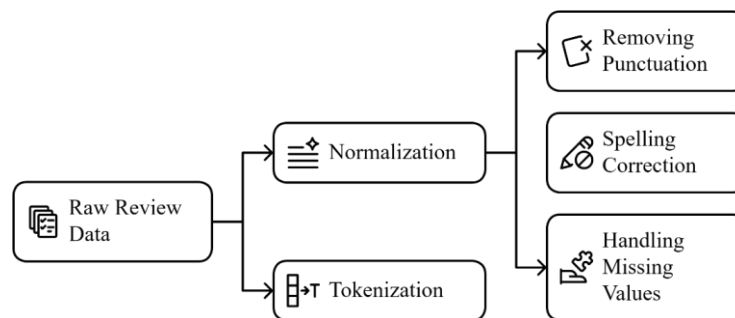 Raw Review
Data
Normalization
T Tokenization
Removing
Punctuation
Spelling
Correction
Handling
Missing
Values